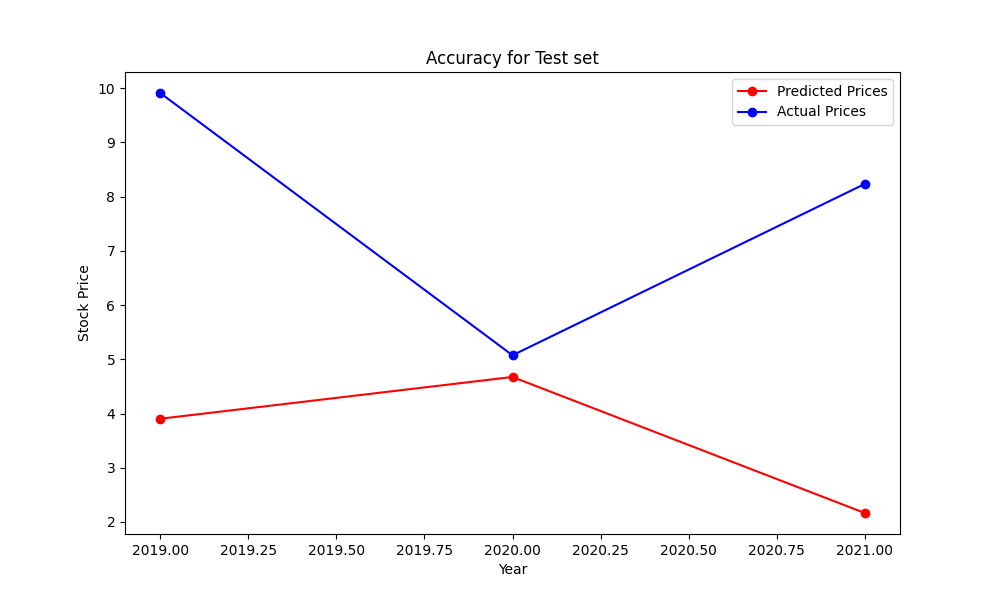 Accuracy for Test set
Predicted Prices
Actual Prices
10
9
8
7
6
5
4
3
2
Stock Price
2019.00 2019.25 2019.50 2019.75 2020.00 2020.25 2020.50 2020.75 2021.00
Year